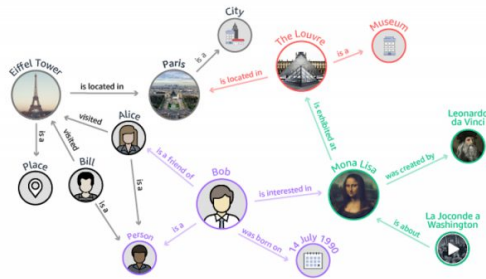 City
is a
The Louvre
Museum
is a
Eiffel Tower
Paris
is located in
is located in
Alice
visited
visited
is a
Place
Bill
is a friend of
is a
is a
Bob
is interested in
is exhibited at
Mona Lisa
was created by
Leonardo
da Vinci
La Joconde a
Washington
is about
Person
is a
was born on
14 July 1990